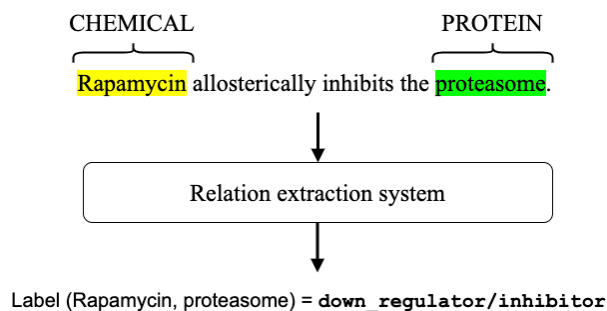 CHEMICAL PROTEIN
Rapamycin allosterically inhibits the proteasome.
Relation extraction system
Label (Rapamycin, proteasome) = down_regulator/inhibitor